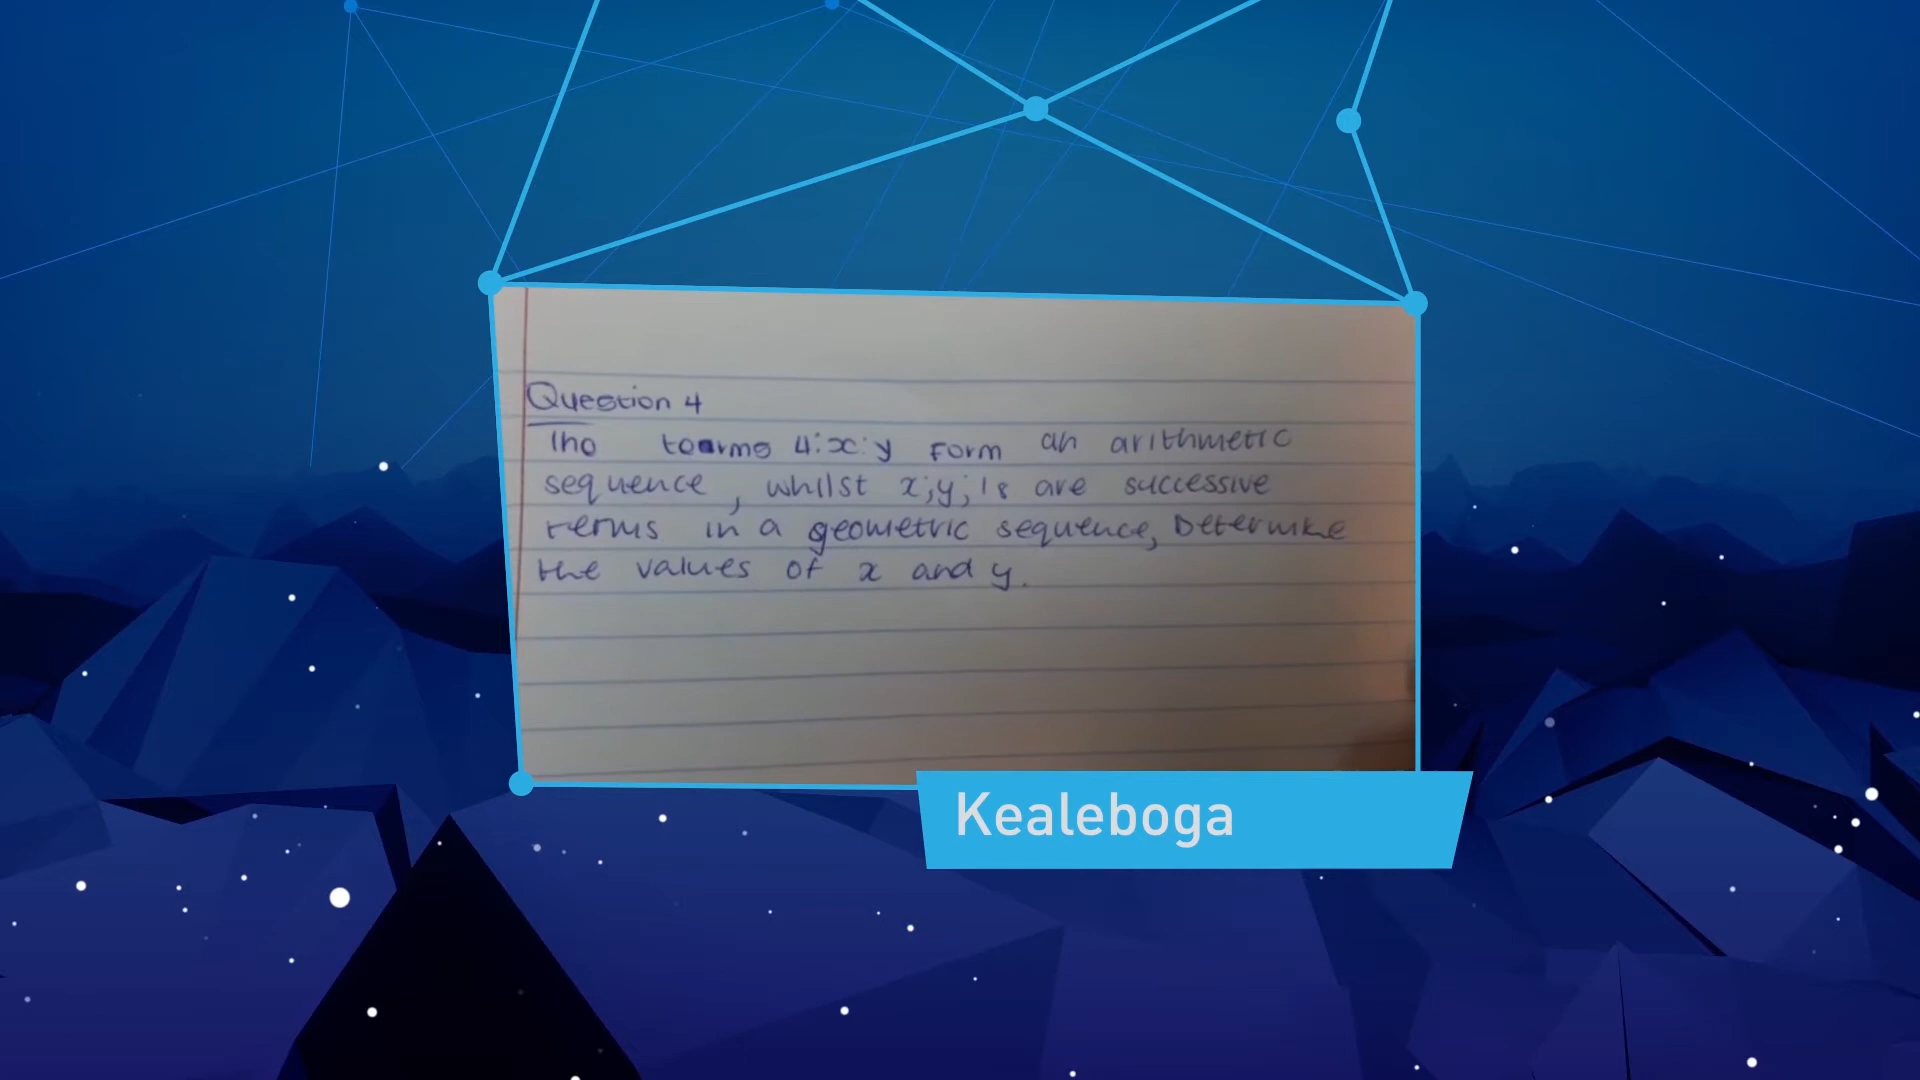 Question 4
The tearms 4:x:y Form an arithmetic
sequence, whilst x;y;18 are successive
terms in a geometric sequence, Determine
the values of x and y.
Kealeboga